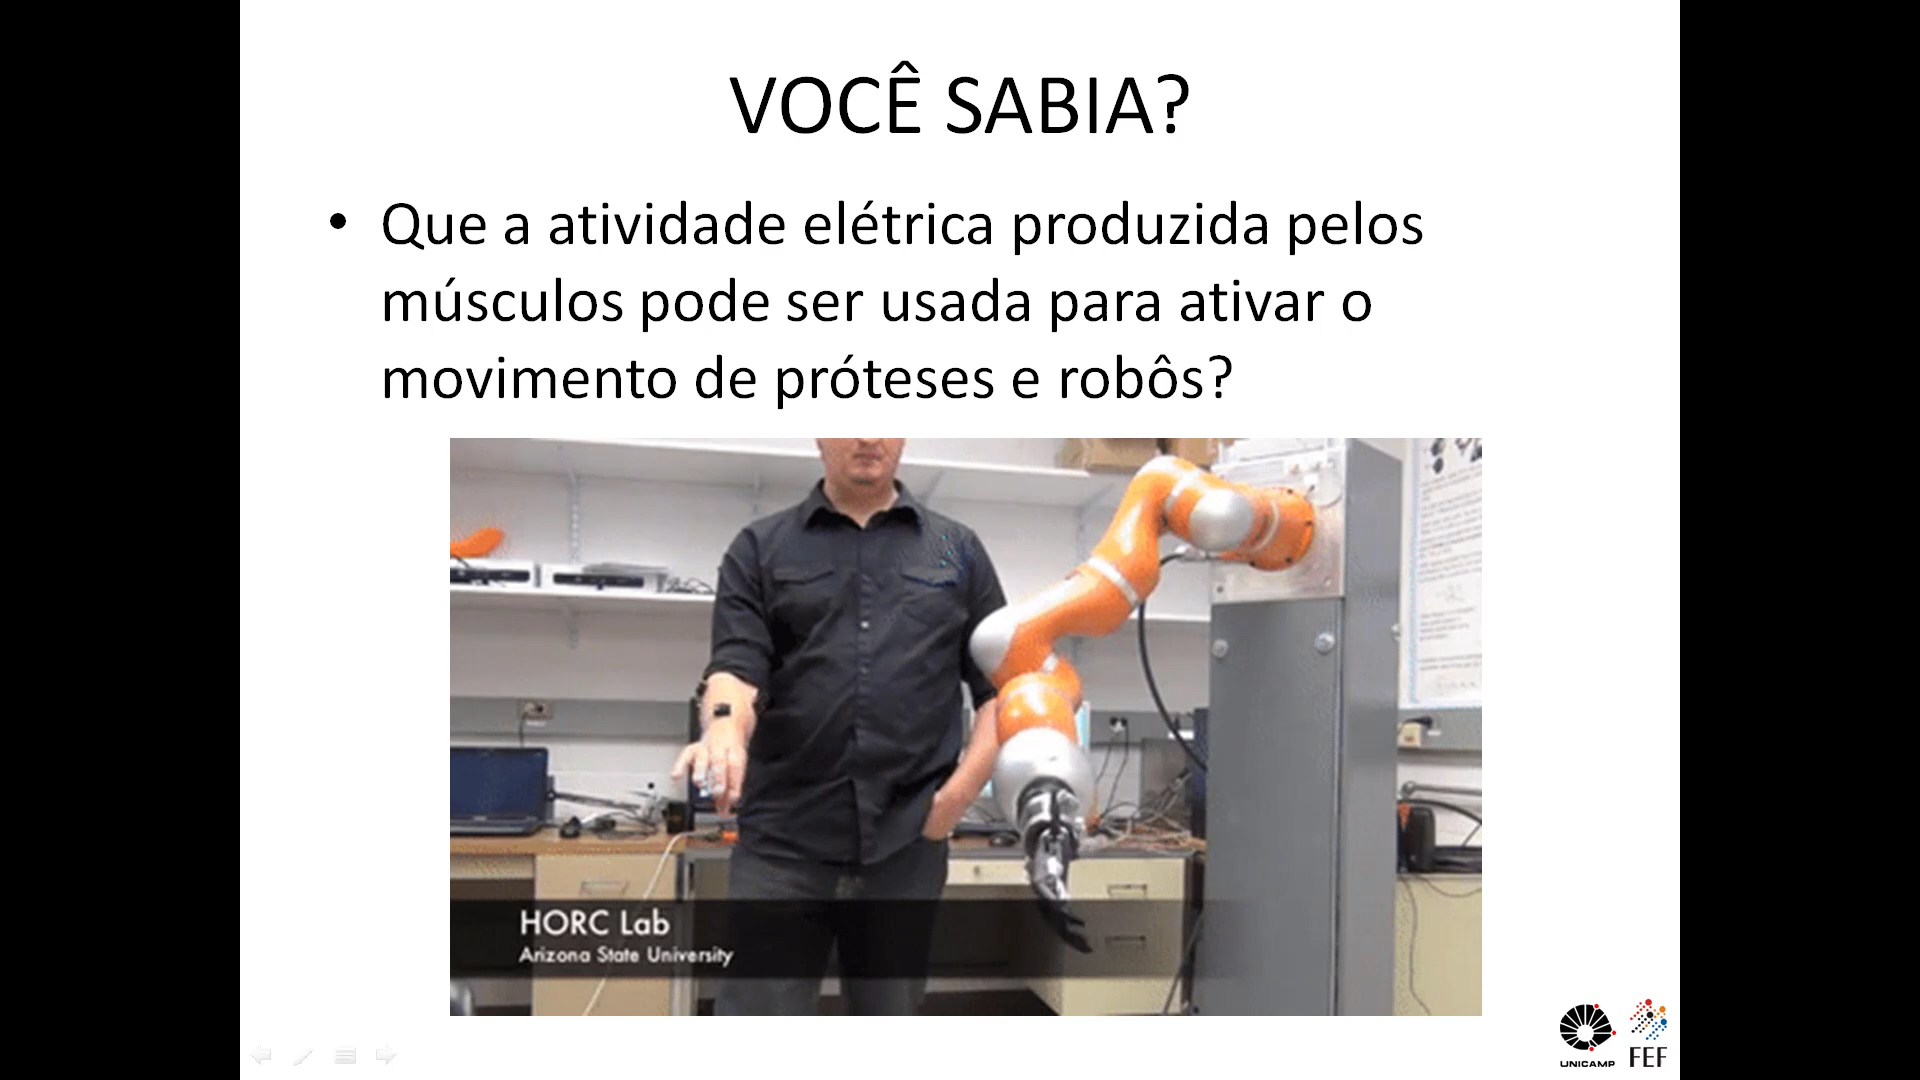 VOCÊ SABIA?
• Que a atividade elétrica produzida pelos
músculos pode ser usada para ativar o
movimento de próteses e robôs?
HORC Lab
Arizona State University
UNICAMP
FEF